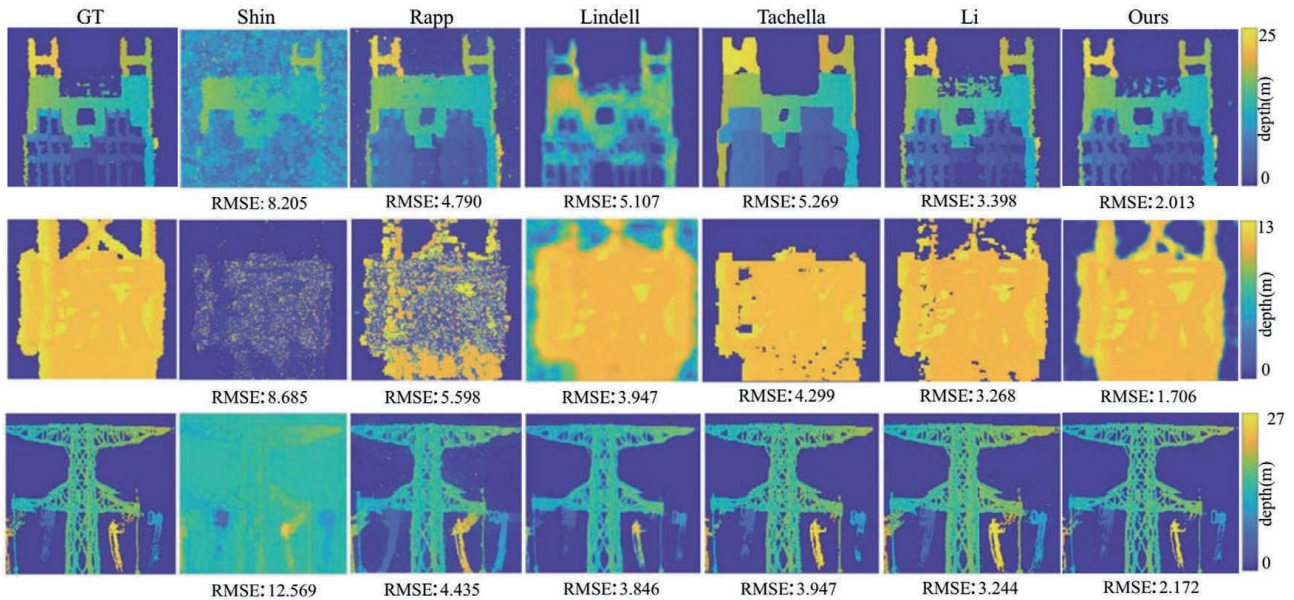 GT Shin Rapp Lindell Tachella Li Ours
25
depth(m)
0
RMSE: 8.205 RMSE: 4.790 RMSE: 5.107 RMSE: 5.269 RMSE: 3.398 RMSE: 2.013
13
depth(m)
0
RMSE: 8.685 RMSE: 5.598 RMSE: 3.947 RMSE: 4.299 RMSE: 3.268 RMSE: 1.706
27
depth(m)
0
RMSE: 12.569 RMSE: 4.435 RMSE: 3.846 RMSE: 3.947 RMSE: 3.244 RMSE: 2.172